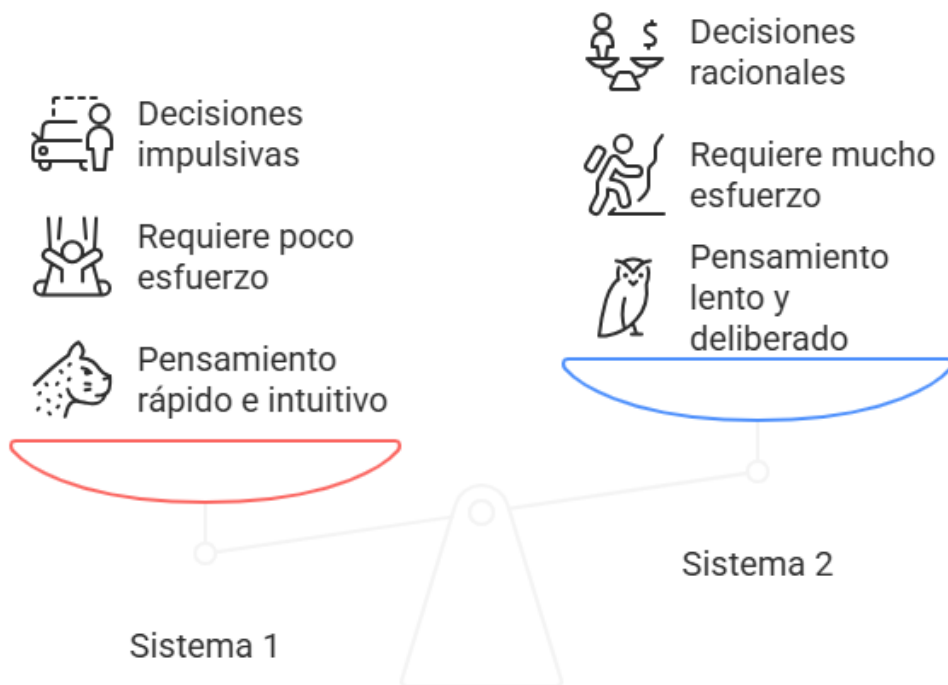 Decisiones
impulsivas
Requiere poco
esfuerzo
Pensamiento
rápido e intuitivo
Sistema 1
$
Decisiones
racionales
Requiere mucho
esfuerzo
Pensamiento
lento y
deliberado
Sistema 2